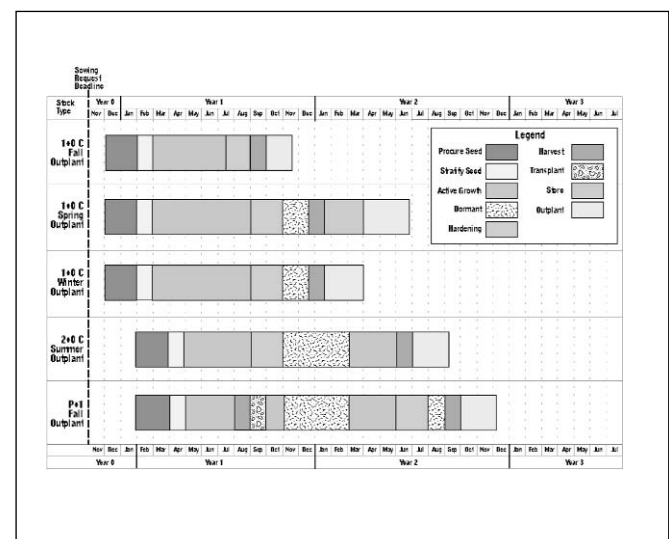 Sowing
Request
Deadline
Stock
Type
Year 0
Year 1
Year 2
Year 3
Nov Dec Jan Feb Mar Apr May Jun Jul Aug Sep Oct Nov Dec Jan Feb Mar Apr May Jun Jul Aug Sep Oct Nov Dec Jan Feb Mar Apr May Jun Jul
1+0 C
Fall
Outplant
1+0 C
Spring
Outplant
1+0 C
Winter
Outplant
2+0 C
Summer
Outplant
P+1
Fall
Outplant
Legend
Procure Seed
Harvest
Stratify Seed
Transplant
Active Growth
Store
Dormant
Outplant
Hardening
Nov Dec Jan Feb Mar Apr May Jun Jul Aug Sep Oct Nov Dec Jan Feb Mar Apr May Jun Jul Aug Sep Oct Nov Dec Jan Feb Mar Apr May Jun Jul
Year 0
Year 1
Year 2
Year 3